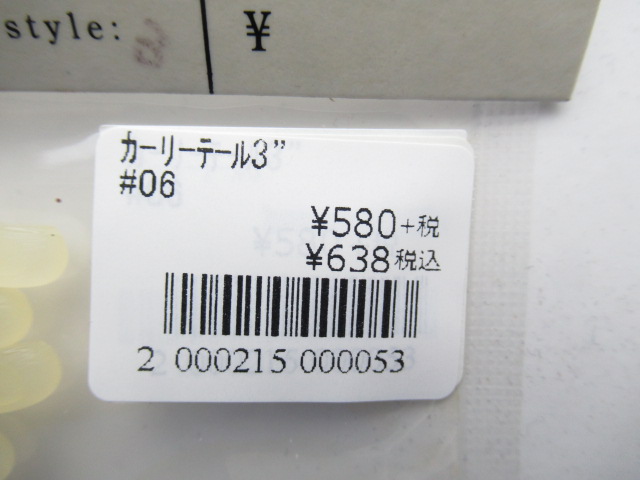 style:
¥
カーリーテール3”
#06
¥580+税
¥638税込
2 000215 000053